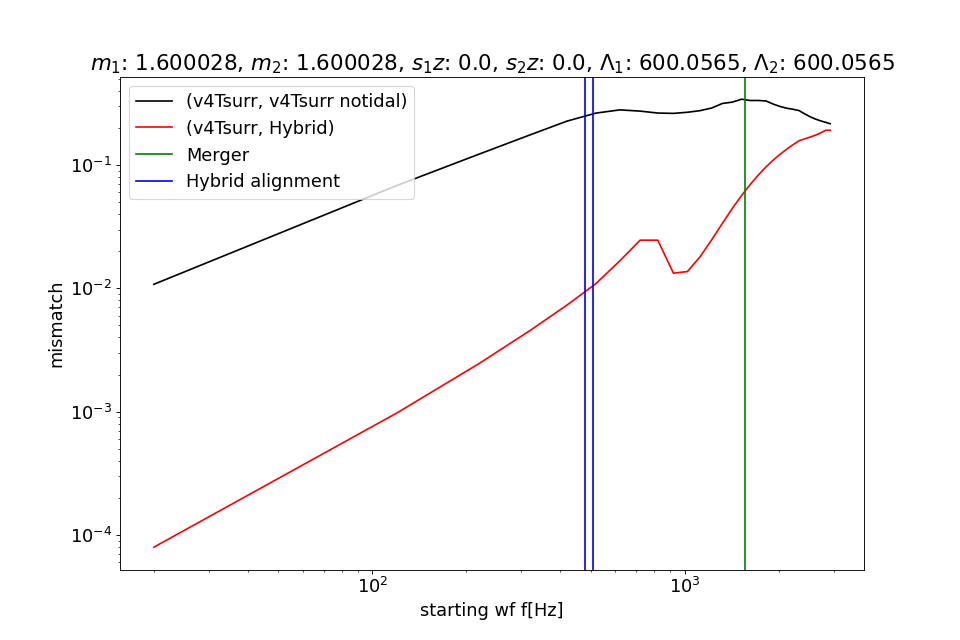 m₁: 1.600028, m₂: 1.600028, s₁z: 0.0, s₂z: 0.0, Λ₁: 600.0565, Λ₂: 600.0565
(v4Tsurr, v4Tsurr notidal)
(v4Tsurr, Hybrid)
Merger
Hybrid alignment
mismatch
10⁻¹
10⁻²
10⁻³
10⁻⁴
10² 10³
starting wf f[Hz]